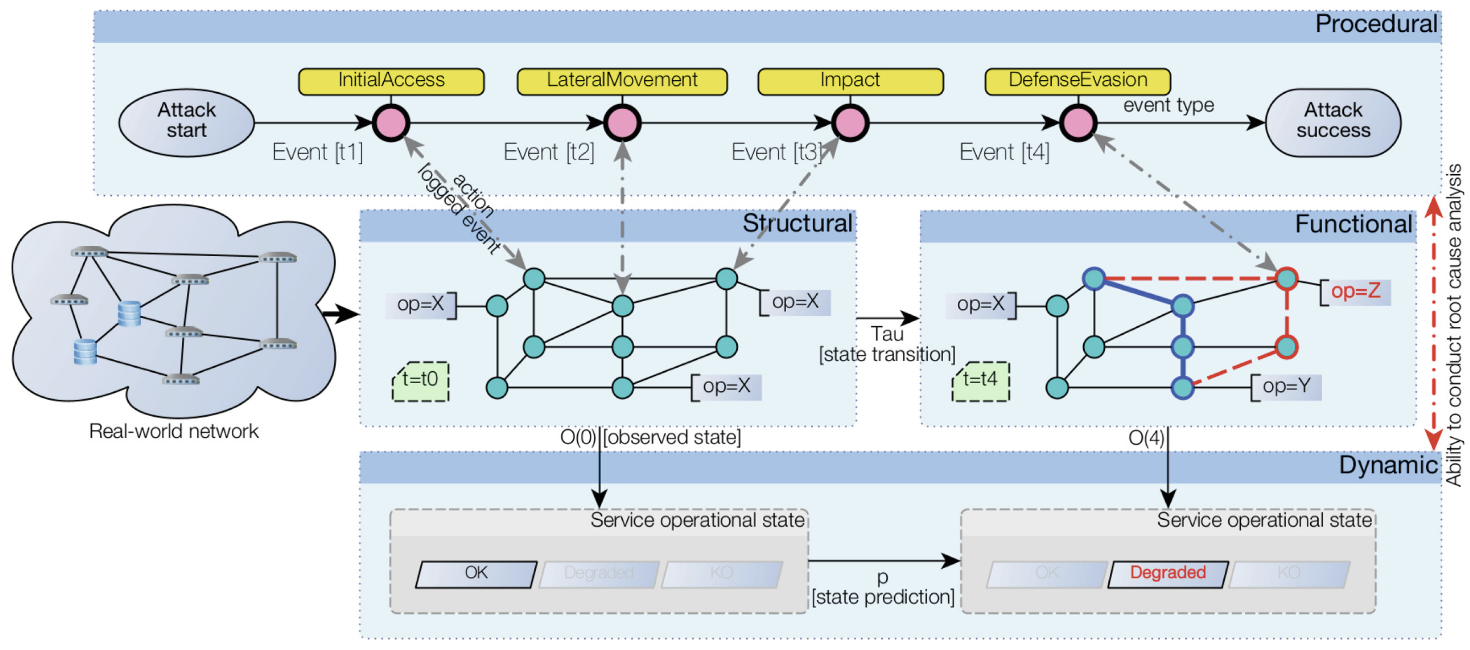 Procedural
InitialAccess
LateralMovement
Impact
DefenseEvasion
Attack
start
event type
Attack
success
Event [t1]
Event [t2]
Event [t3]
Event [t4]
action
logged event
Ability to conduct root cause analysis
Structural
Functional
op=X
op=X
op=X
t=t0
Tau
[state transition]
op=X
op=Z
op=Y
t=t4
Real-world network
O(0)
[observed state]
O(4)
Dynamic
Service operational state
Service operational state
OK
Degraded
KO
p
[state prediction]
OK
Degraded
KO